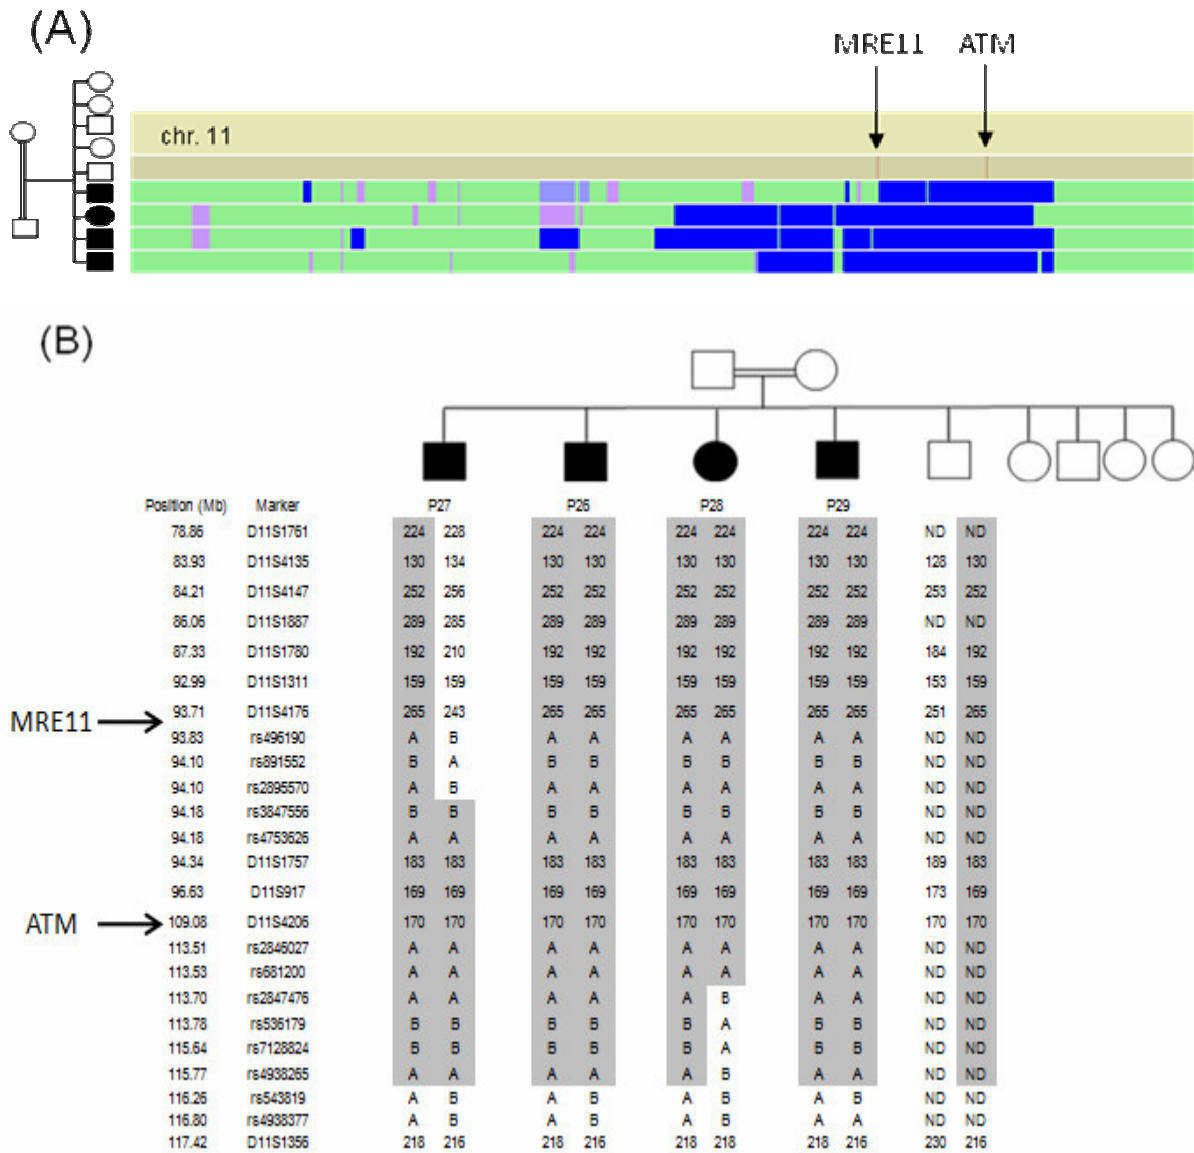 (A)
MRE11 ATM
chr. 11
(B)
Position (Mb) Marker P27 P26 P28 P29
78.86 D11S1761 224 228 224 224 224 224 224 224 ND ND
83.93 D11S4135 130 134 130 130 130 130 130 130 128 130
84.21 D11S4147 252 256 252 252 252 252 252 252 253 252
86.06 D11S1887 289 285 289 289 289 289 289 289 ND ND
87.33 D11S1780 192 210 192 192 192 192 192 192 184 192
92.99 D11S1311 159 159 159 159 159 159 159 159 153 159
93.71 D11S4176 265 243 265 265 265 265 265 265 251 265
MRE11
93.83 rs496190 A B A A A A A A ND ND
94.10 rs891552 B A B B B B B B ND ND
94.10 rs2895570 A B A A A A A A ND ND
94.18 rs3847556 B B B B B B B B ND ND
94.18 rs4753626 A A A A A A A A ND ND
94.34 D11S1757 183 183 183 183 183 183 183 183 189 183
96.63 D11S917 169 169 169 169 169 169 169 169 173 169
ATM 109.08 D11S4206 170 170 170 170 170 170 170 170 170 170
113.51 rs2846027 A A A A A A A A ND ND
113.53 rs681200 A A A A A A A A ND ND
113.70 rs2847476 A A A A A B A A ND ND
113.78 rs536179 B B B B B A B B ND ND
115.64 rs7128824 B B B B B A B B ND ND
115.77 rs4938265 A A A A A B A A ND ND
116.26 rs543819 A B A B A B A B ND ND
116.80 rs4938377 A B A B A B A A ND ND
117.42 D11S1356 218 216 218 216 218 218 218 216 230 216